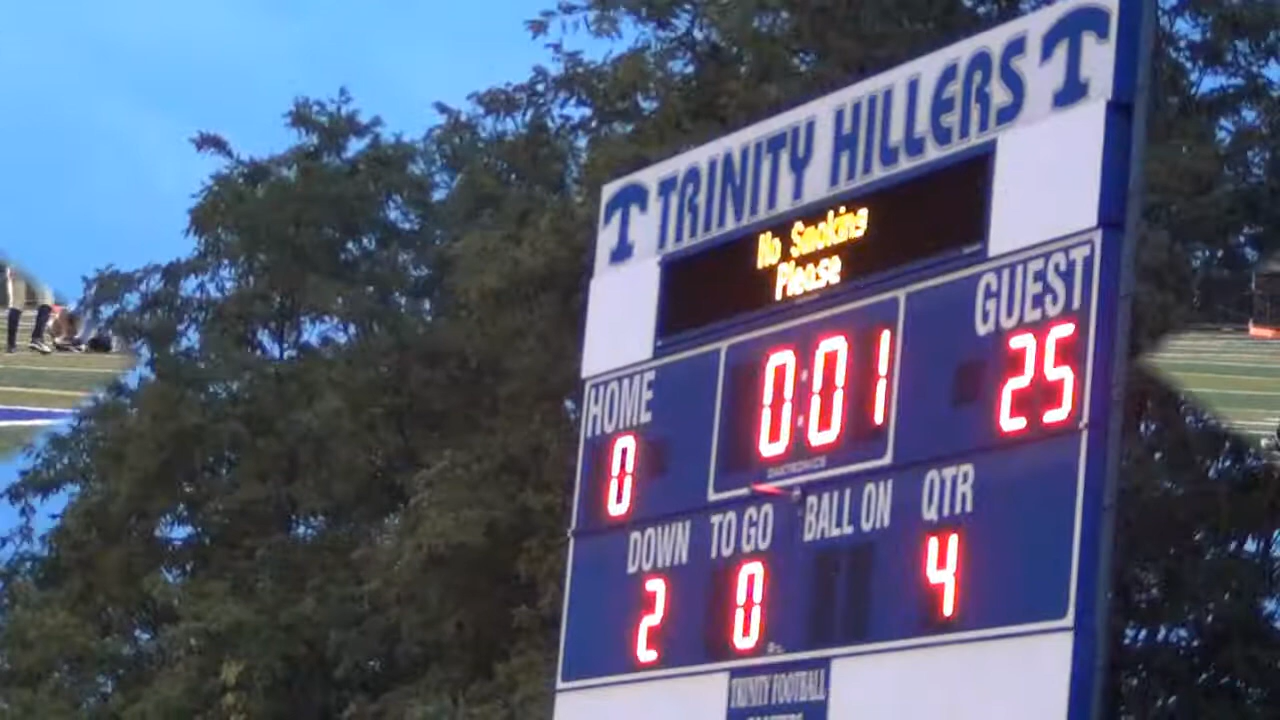 T TRINITY HILLERS T
No Smoking
Please
HOME 0:01 GUEST
0 25
DAKTRONICS
DOWN TO GO BALL ON QTR
2 0 4
TRINITY FOOTBALL